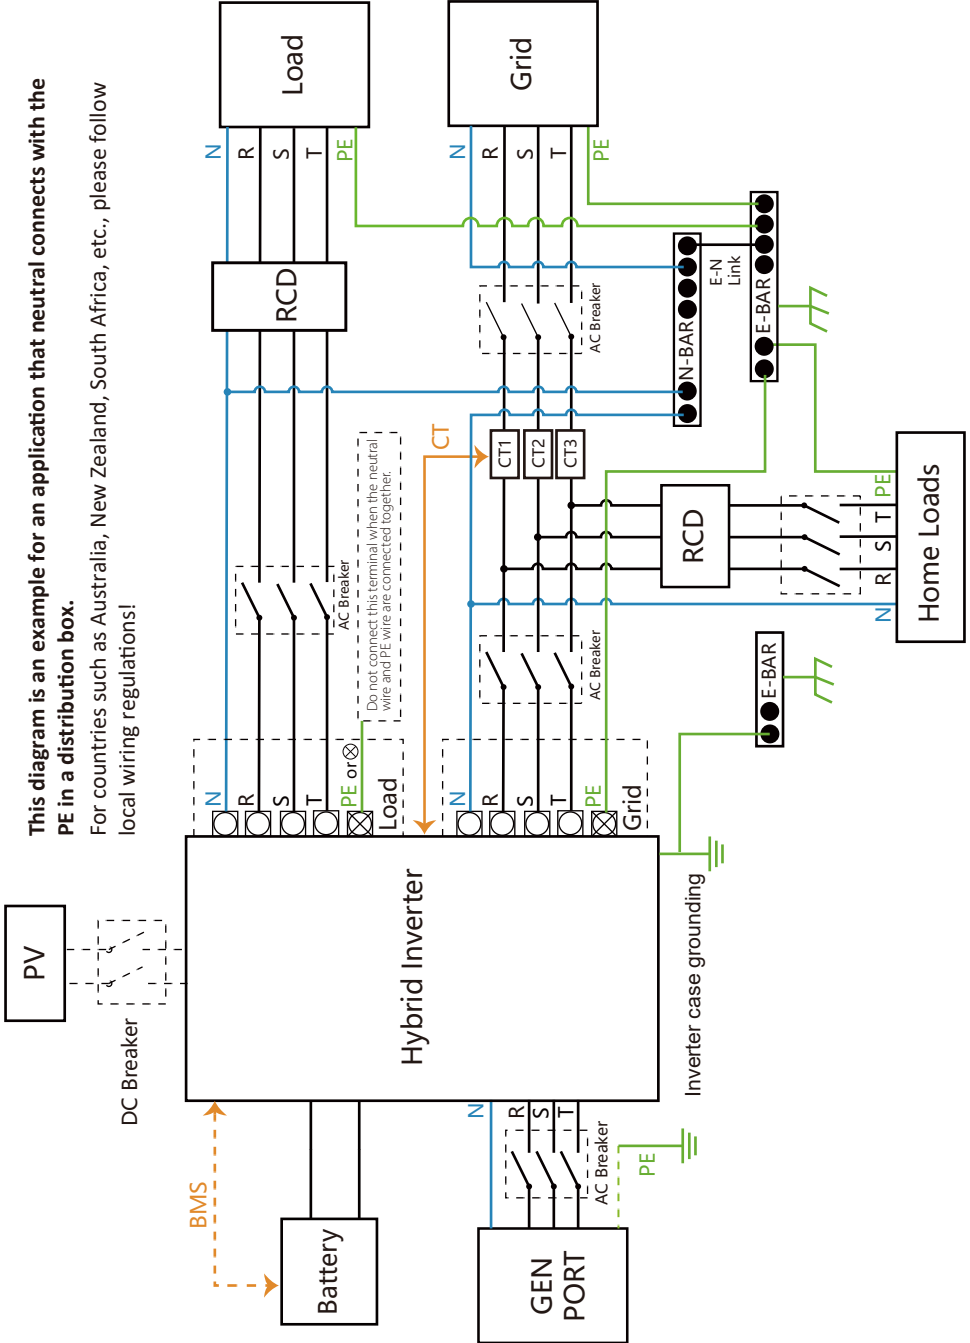 This diagram is an example for an application that neutral connects with the
PE in a distribution box.
For countries such as Australia, New Zealand, South Africa, etc., please follow
local wiring regulations!
PV
DC Breaker
BMS
Battery
Hybrid Inverter
N
R
S
T
PE or
Load
AC Breaker
RCD
N
R
S
T
PE
Load
Do not connect this terminal when the neutral
wire and PE wire are connected together.
CT
N
R
S
T
PE
Grid
AC Breaker
CT1
CT2
CT3
AC Breaker
N
R
S
T
PE
Grid
N-BAR
E-N
Link
E-BAR
RCD
N
R
S
T
PE
Home Loads
E-BAR
Inverter case grounding
N
R
S
T
AC Breaker
PE
GEN
PORT